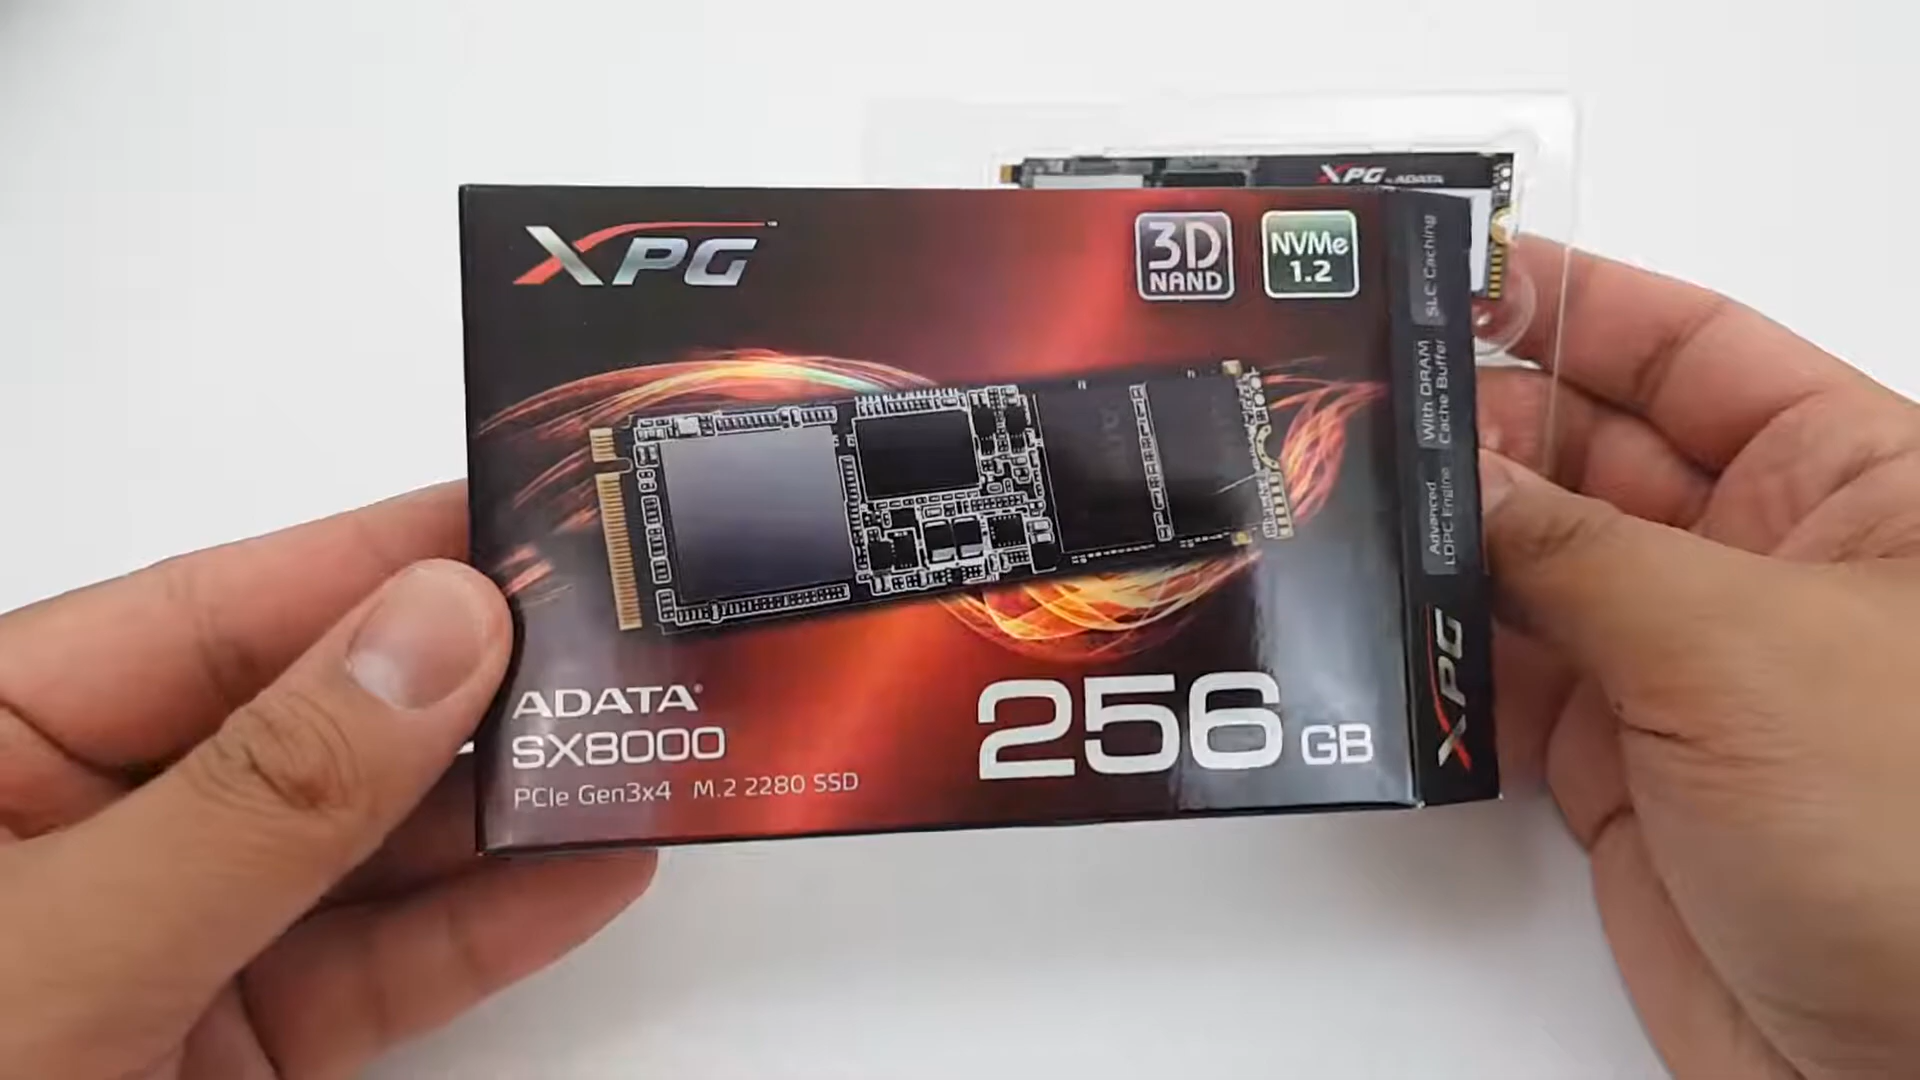 XPG by ADATA
XPG™
3D
NAND
NVMe
1.2
ADATA®
SX8000
PCIe Gen3x4 M.2 2280 SSD
256 GB
SLC Caching
With DRAM
Cache Buffer
Advanced
LDPC Engine
XPG